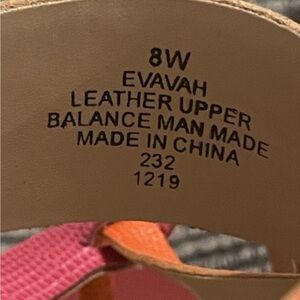 8W
EVAVAH
LEATHER UPPER
BALANCE MAN MADE
MADE IN CHINA
232
1219